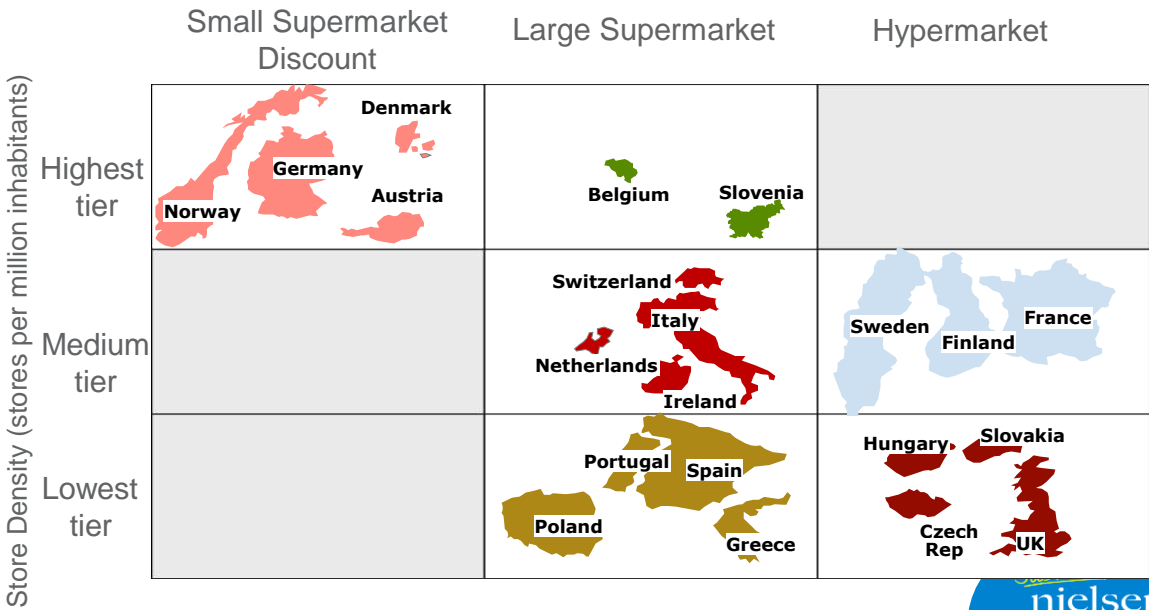 Small Supermarket
Discount
Large Supermarket
Hypermarket
Store Density (stores per million inhabitants)
Highest
tier
Denmark
Germany
Austria
Norway
Belgium
Slovenia
Medium
tier
Switzerland
Italy
Netherlands
Ireland
Sweden
Finland
France
Lowest
tier
Portugal
Spain
Poland
Greece
Hungary
Slovakia
Czech
Rep
UK
nielsen